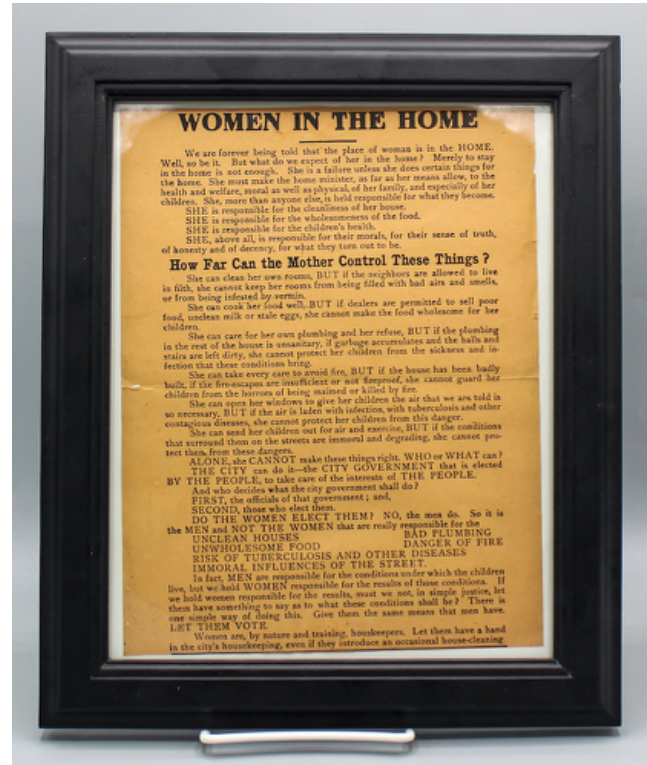 WOMEN IN THE HOME
We are forever being told that the place of woman is in the HOME.
Well, so be it. But what do we expect of her in the home? Merely to stay
in the home is not enough. She is a failure unless she does certain things for
the home. She must make the home minister, as far as her means allow, to the
health and welfare, moral as well as physical, of her family, and especially of her
children. She, more than anyone else, is held responsible for what they become.
SHE is responsible for the cleanliness of her house.
SHE is responsible for the wholesomeness of the food.
SHE is responsible for the children's health.
SHE, above all, is responsible for their morals, for their sense of truth,
of honesty and of decency, for what they turn out to be.
How Far Can the Mother Control These Things?
She can clean her own rooms, BUT if the neighbors are allowed to live
in filth, she cannot keep her rooms from being filled with bad airs and smells,
or from being infested by vermin.
She can cook her food well, BUT if dealers are permitted to sell poor
food, unclean milk or stale eggs, she cannot make the food wholesome for her
children.
She can care for her own plumbing and her refuse, BUT if the plumbing
in the rest of the house is unsanitary, if garbage accumulates and the halls and
stairs are left dirty, she cannot protect her children from the sickness and in-
fection that these conditions bring.
She can take every care to avoid fire, BUT if the house has been badly
built, if the fire-escapes are insufficient or not fireproof, she cannot guard her
children from the horrors of being maimed or killed by fire.
She can open her windows to give her children the air that we are told is
so necessary, BUT if the air is laden with infection, with tuberculosis and other
contagious diseases, she cannot protect her children from this danger.
She can send her children out for air and exercise, BUT if the conditions
that surround them on the streets are immoral and degrading, she cannot pro-
tect them from these dangers.
ALONE, she CANNOT make these things right. WHO or WHAT can?
THE CITY can do it—the CITY GOVERNMENT that is elected
BY THE PEOPLE, to take care of the interests of THE PEOPLE.
And who decides what the city government shall do?
FIRST, the officials of that government; and,
SECOND, those who elect them.
DO THE WOMEN ELECT THEM? NO, the men do. So it is
the MEN and NOT THE WOMEN that are really responsible for the
UNCLEAN HOUSES BAD PLUMBING
UNWHOLESOME FOOD DANGER OF FIRE
RISK OF TUBERCULOSIS AND OTHER DISEASES
IMMORAL INFLUENCES OF THE STREET.
In fact, MEN are responsible for the conditions under which the children
live, but we hold WOMEN responsible for the results of those conditions. If
we hold women responsible for the results, must we not, in simple justice, let
them have something to say as to what these conditions shall be? There is
one simple way of doing this. Give them the same means that men have.
LET THEM VOTE.
Women are, by nature and training, housekeepers. Let them have a hand
in the city's housekeeping, even if they introduce an occasional house-cleaning